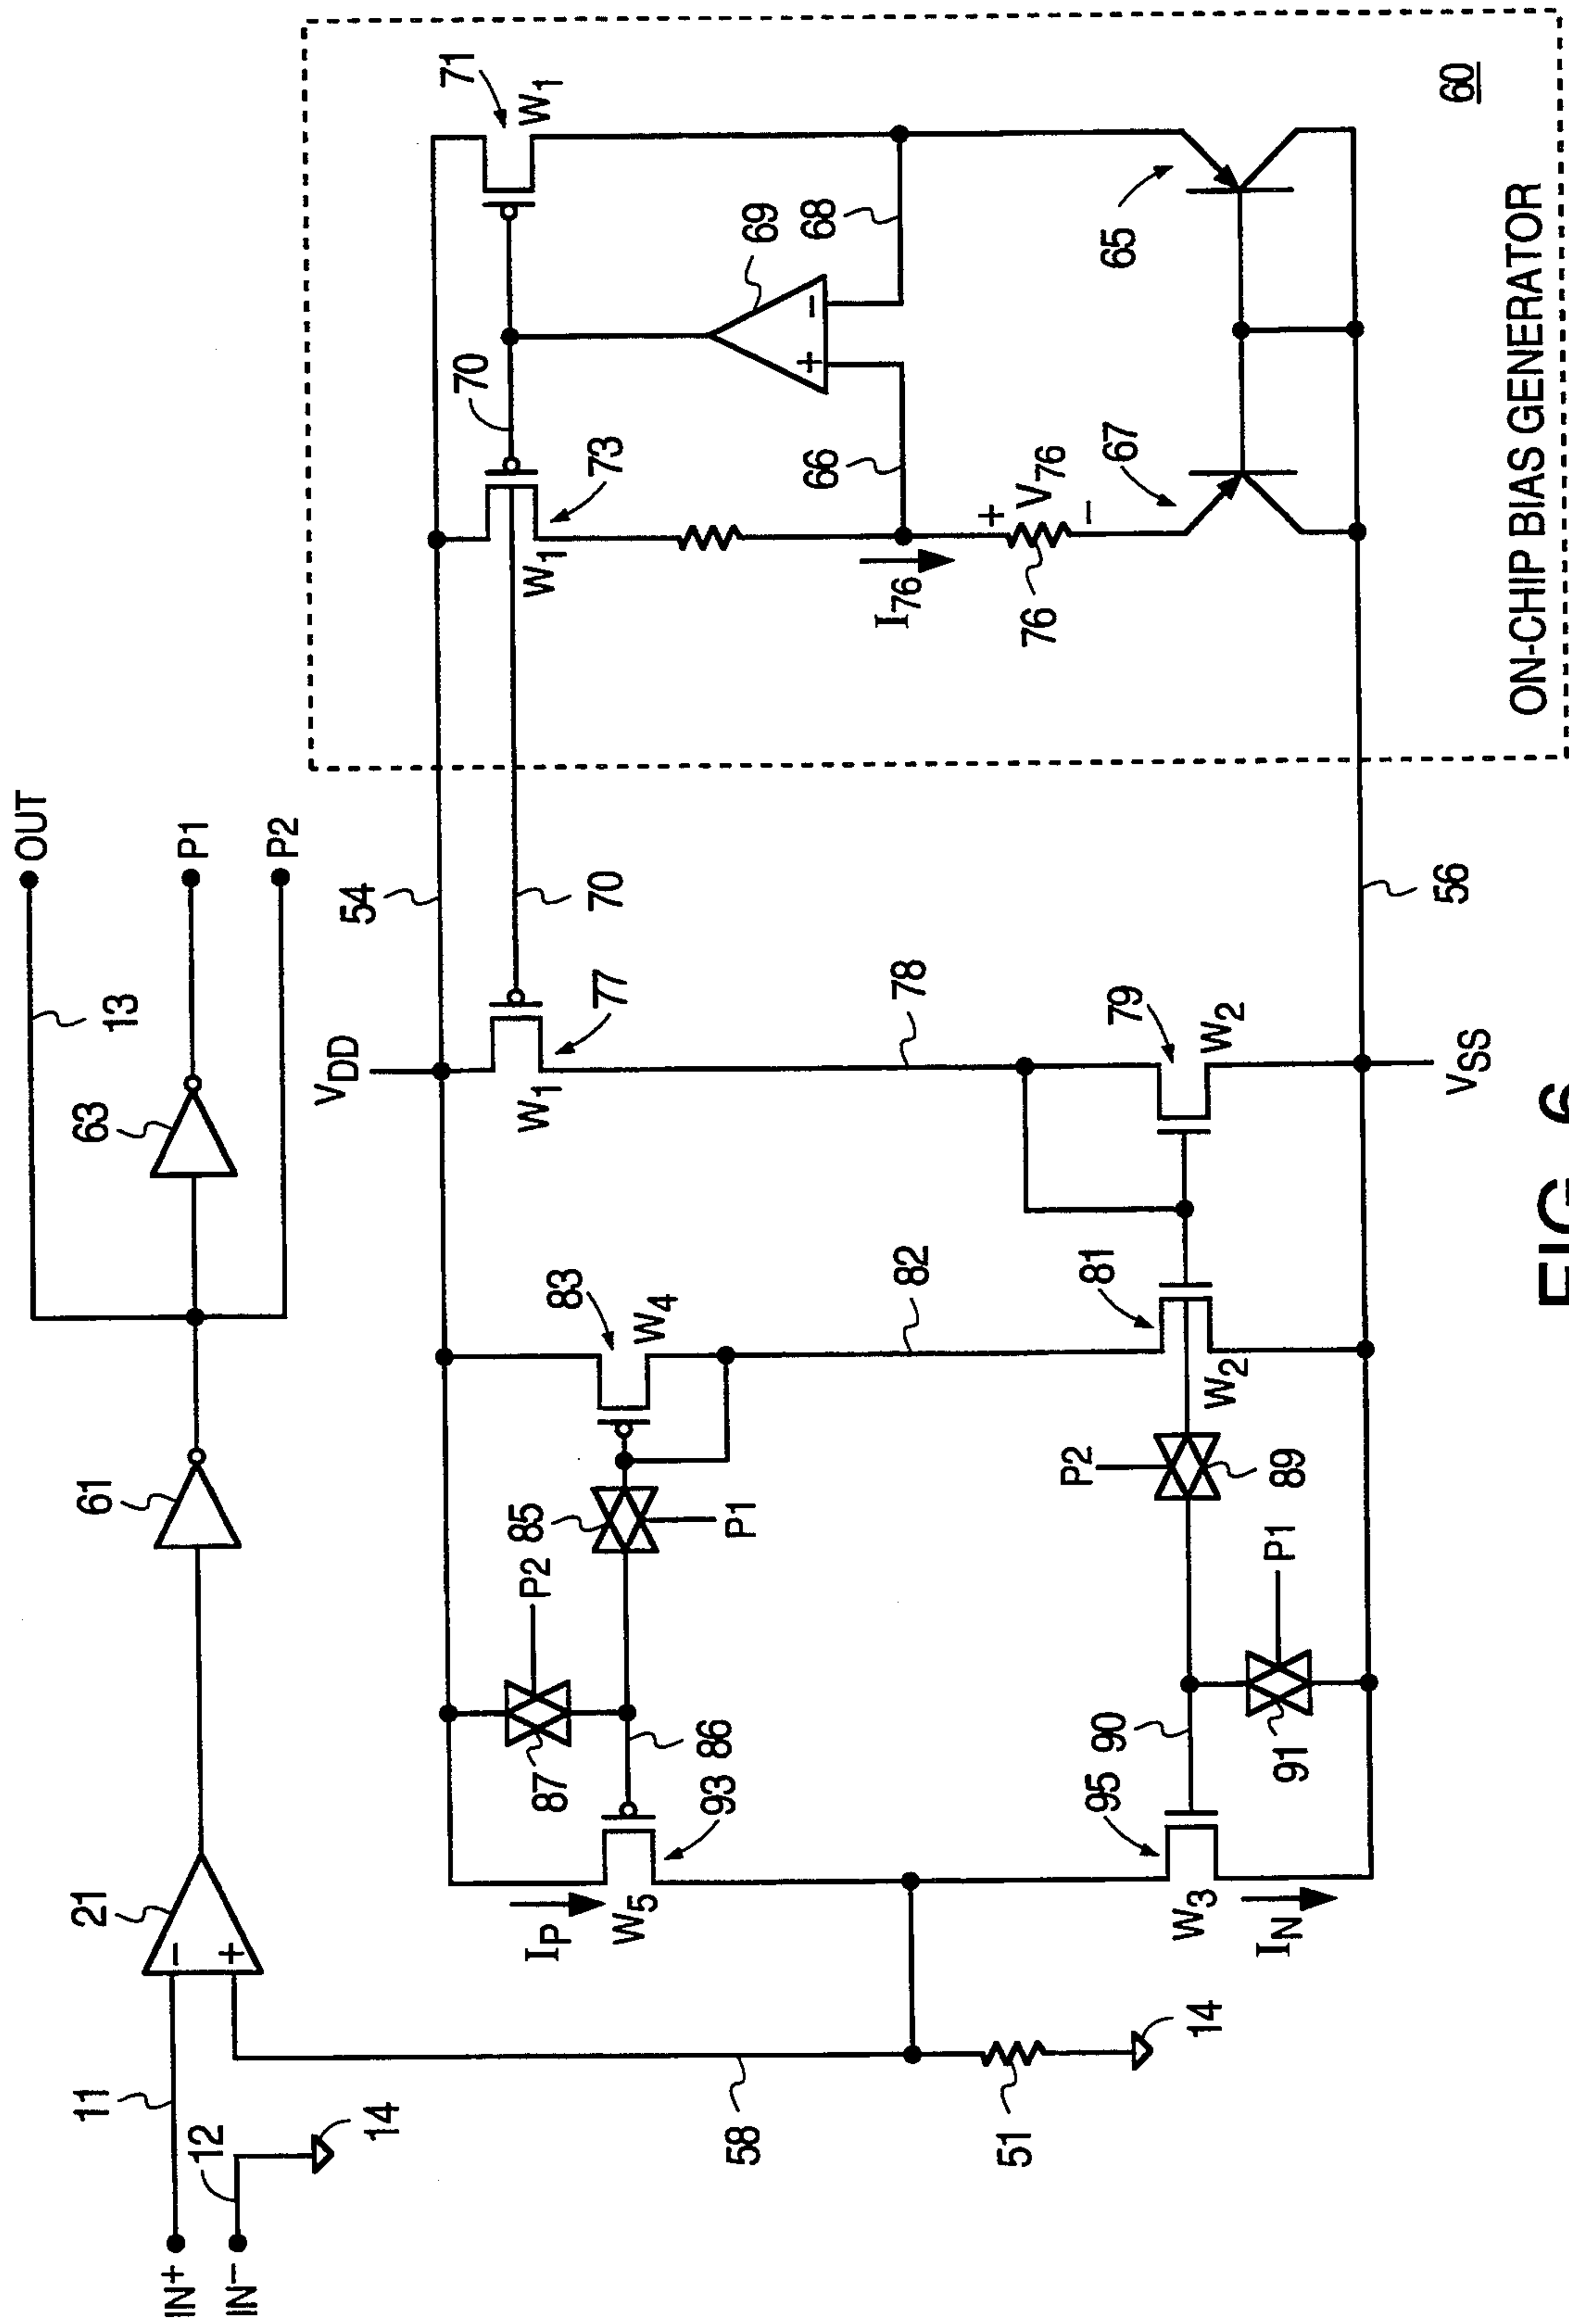 OUT
13
P1
P2
63
61
21
−
+
11
12
IN+
IN−
14
58
51
14
VDD
54
70
77
W1
78
79
W2
VSS
56
83
W4
82
81
W2
85
P1
P2
87
86
93
W5
IP
P2
89
P1
91
90
95
W3
IN
71
W1
70
73
W1
69
+
−
68
66
I76
+
V76
−
76
67
65
60
ON-CHIP BIAS GENERATOR